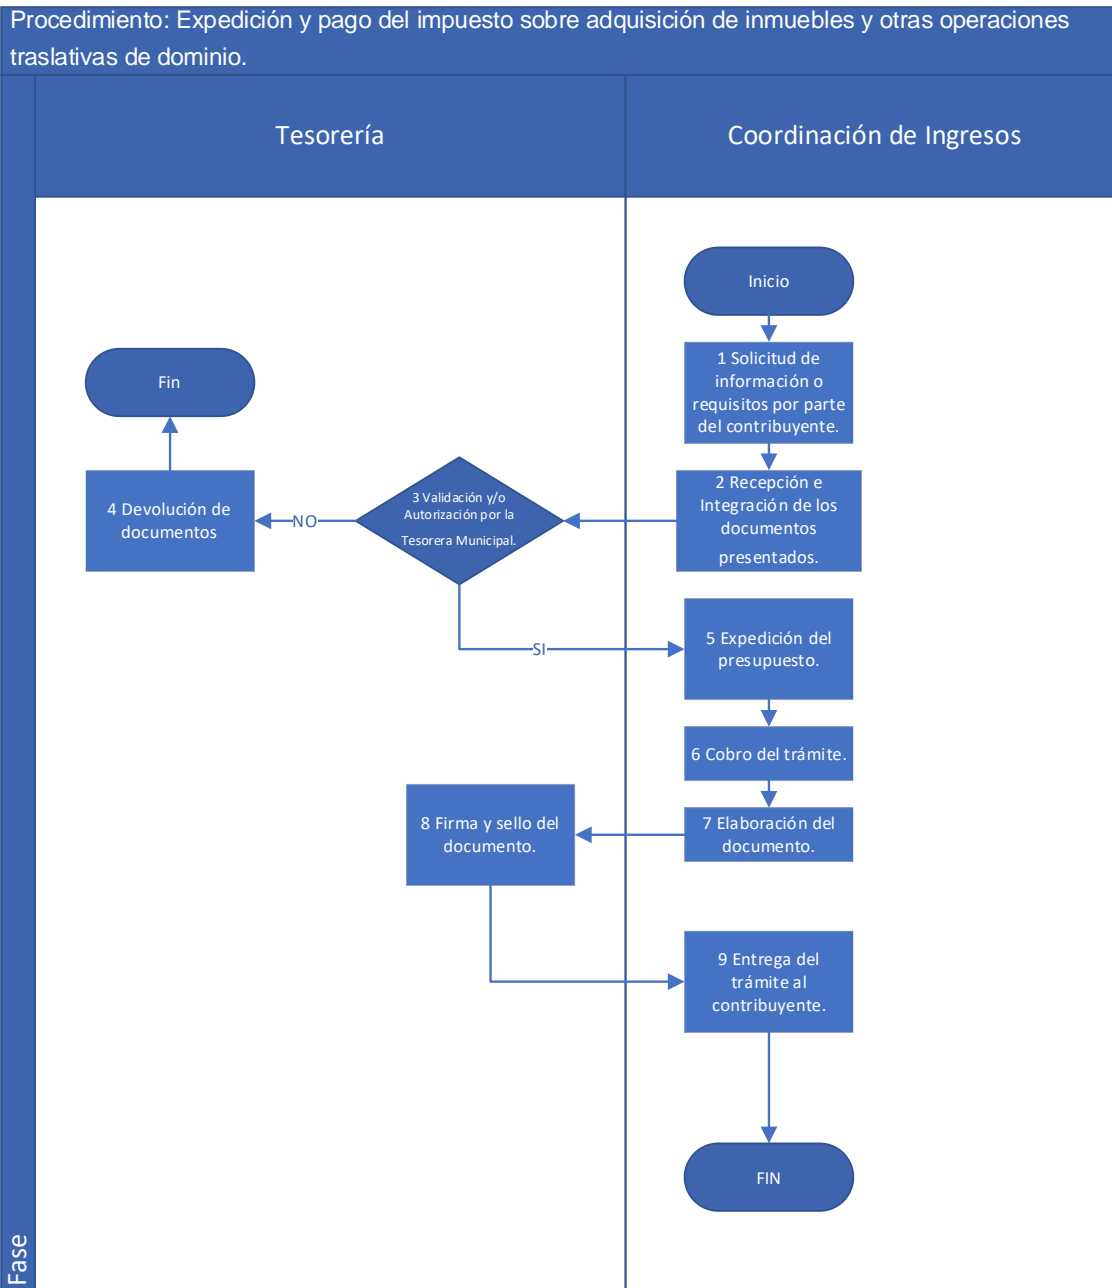 Procedimiento: Expedición y pago del impuesto sobre adquisición de inmuebles y otras operaciones
traslativas de dominio.
Tesorería
Coordinación de Ingresos
Inicio
1 Solicitud de
información o
requisitos por parte
del contribuyente.
2 Recepción e
Integración de los
documentos
presentados.
3 Validación y/o
Autorización por la
Tesorera Municipal.
NO
4 Devolución de
documentos
Fin
SI
5 Expedición del
presupuesto.
6 Cobro del trámite.
7 Elaboración del
documento.
8 Firma y sello del
documento.
9 Entrega del
trámite al
contribuyente.
FIN
Fase